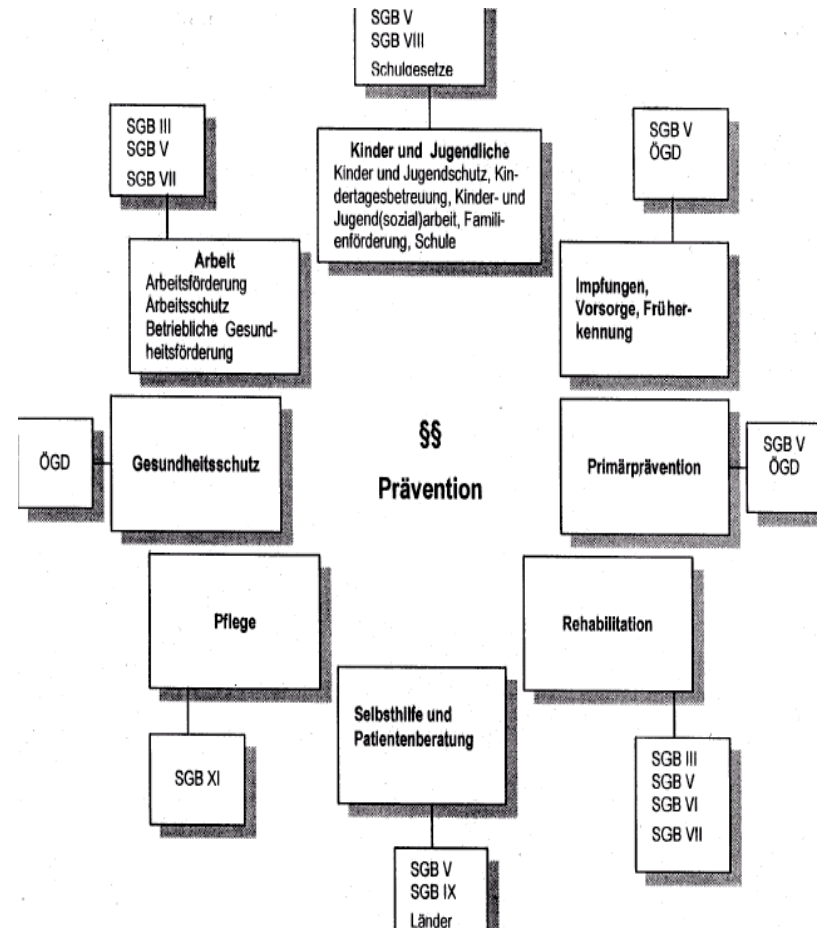 SGB V
SGB VIII
Schulgesetze
SGB III
SGB V
SGB VII
Kinder und Jugendliche
Kinder und Jugendschutz, Kin-
dertagesbetreuung, Kinder- und
Jugend(sozial)arbeit, Famili-
enförderung, Schule
SGB V
ÖGD
Arbeit
Arbeitsförderung
Arbeitsschutz
Betriebliche Gesund-
heitsförderung
Impfungen,
Vorsorge, Früher-
kennung
ÖGD
Gesundheitsschutz
§§
Prävention
Primärprävention
SGB V
ÖGD
Pflege
Rehabilitation
Selbsthilfe und
Patientenberatung
SGB XI
SGB III
SGB V
SGB VI
SGB VII
SGB V
SGB IX
Länder